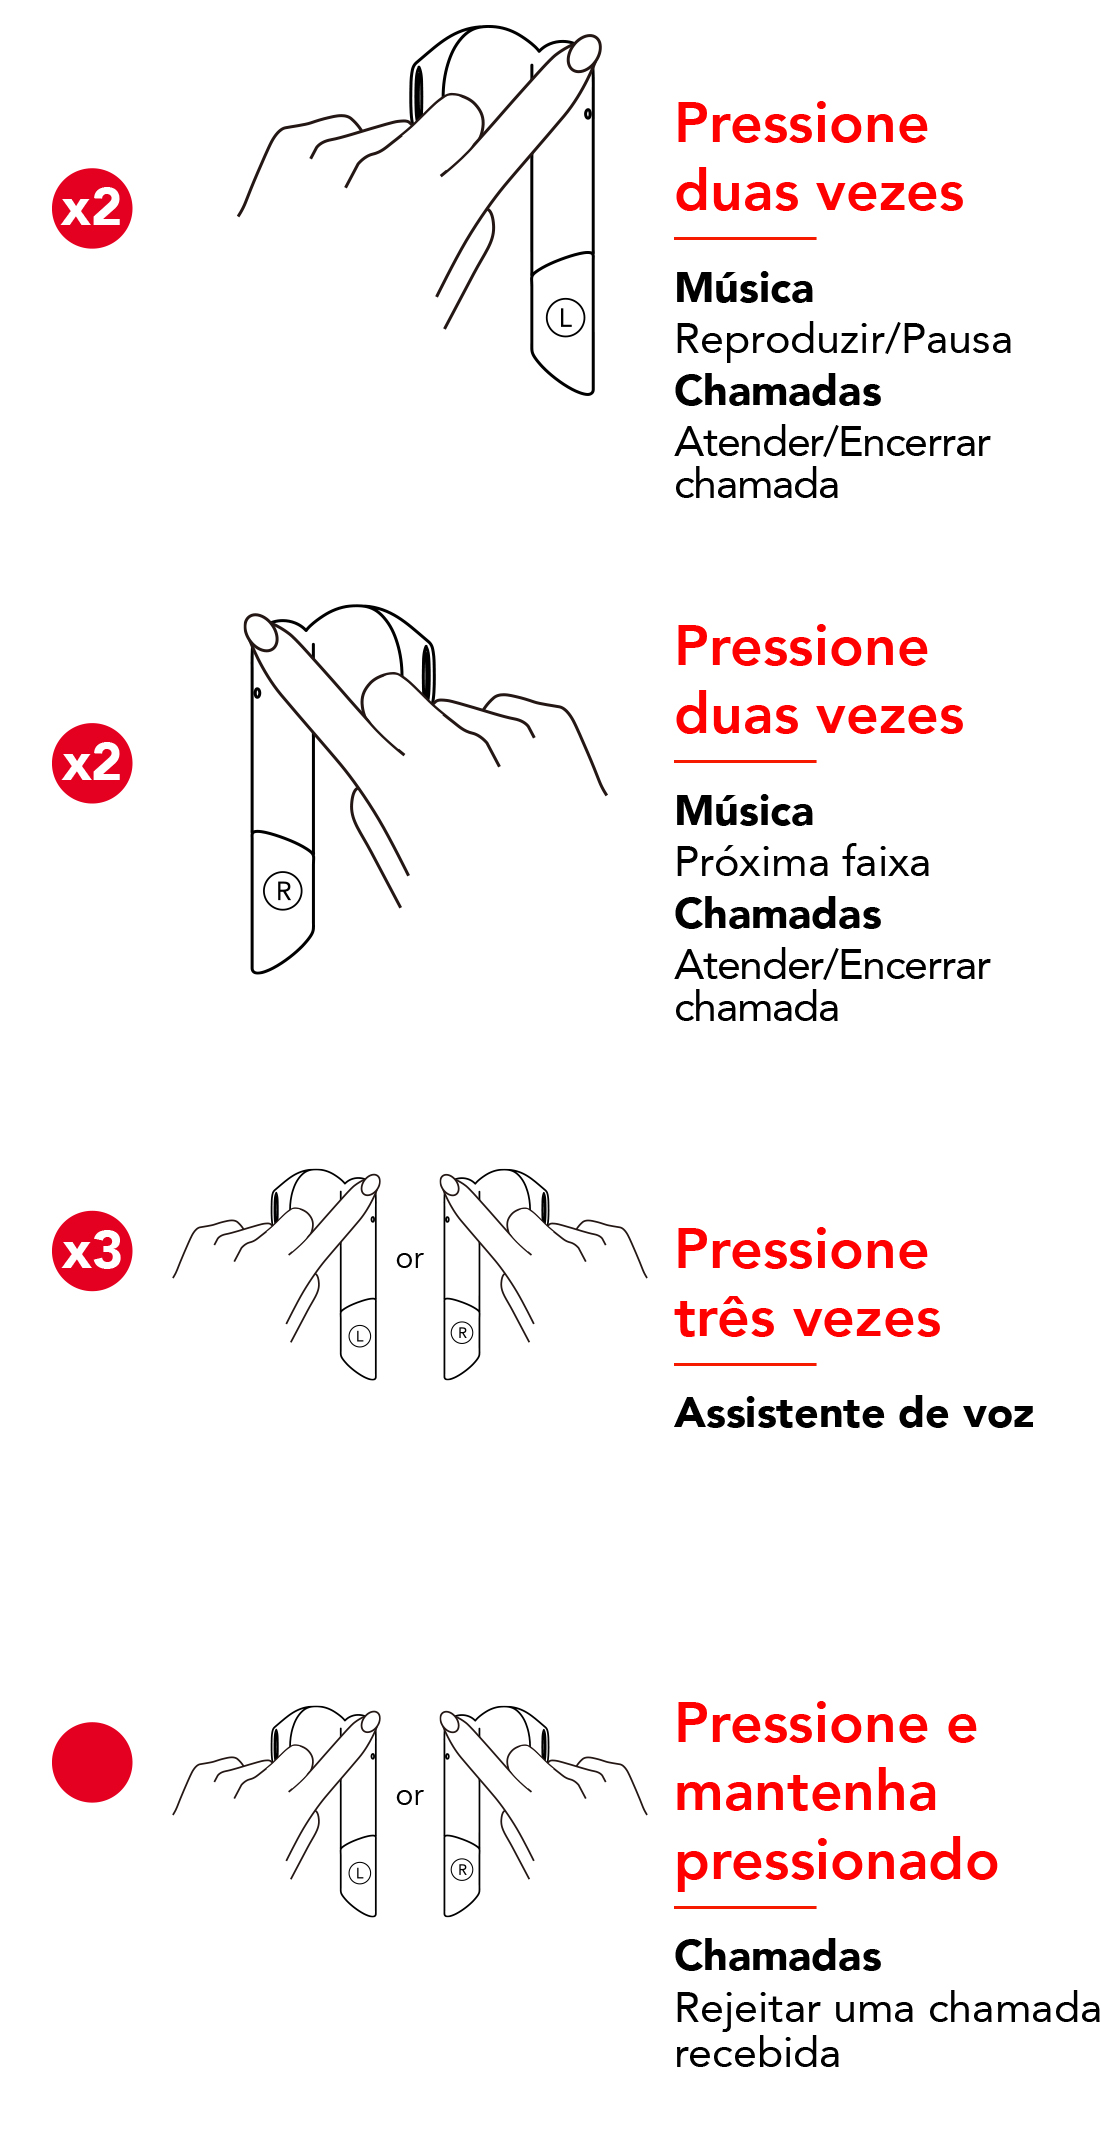 x2
L
Pressione
duas vezes
Música
Reproduzir/Pausa
Chamadas
Atender/Encerrar
chamada
x2
R
Pressione
duas vezes
Música
Próxima faixa
Chamadas
Atender/Encerrar
chamada
x3
or
L
R
Pressione
três vezes
Assistente de voz
or
L
R
Pressione e
mantenha
pressionado
Chamadas
Rejeitar uma chamada
recebida